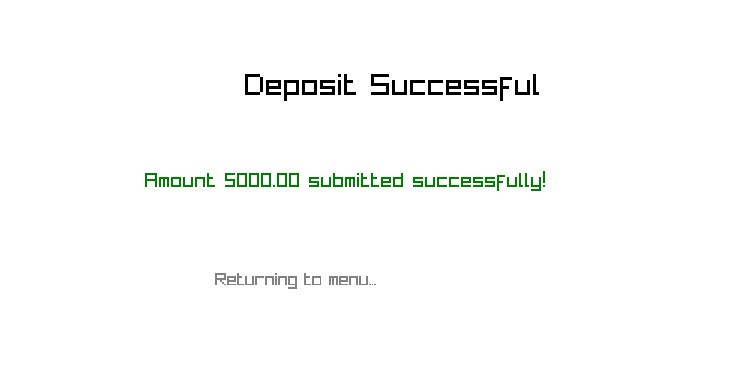 Deposit Successful
Amount 5000.00 submitted successfully!
Returning to menu...